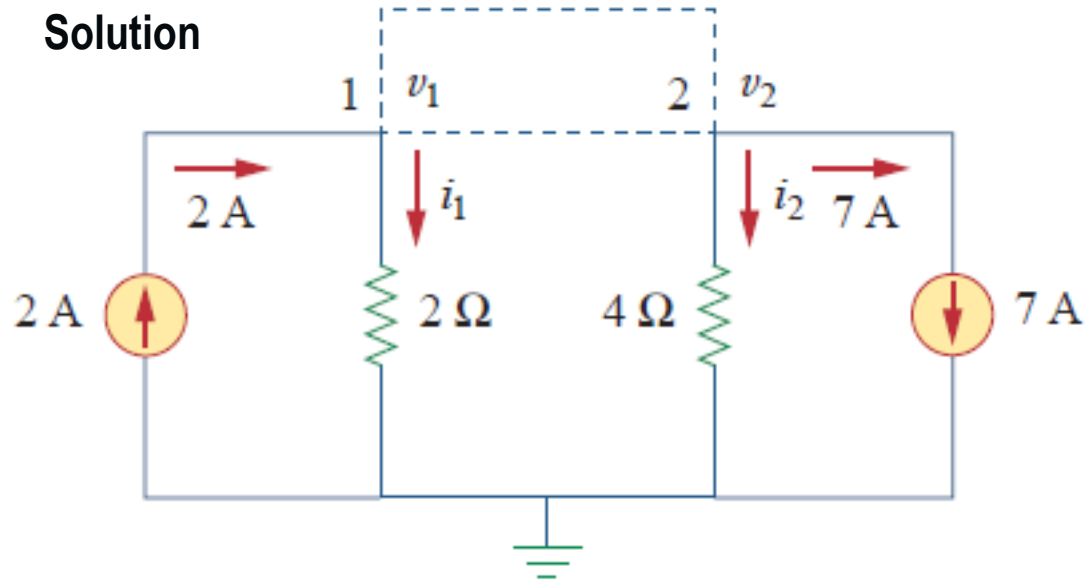 Solution
1 v₁ 2 v₂
2 A i₁ i₂ 7 A
2 A 2 Ω 4 Ω 7 A